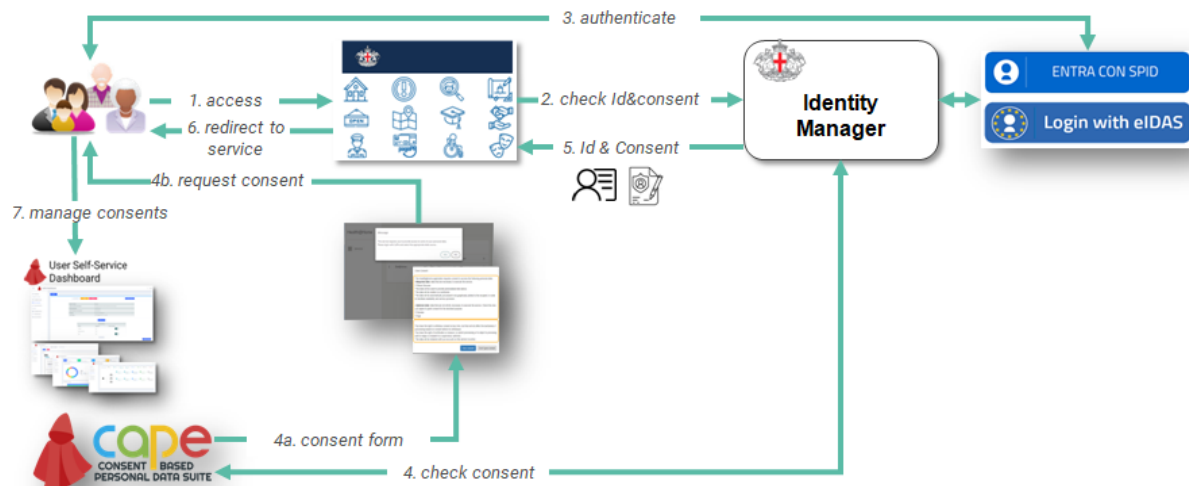 3. authenticate
ENTRA CON SPID
Login with eIDAS
Identity
Manager
1. access
2. check Id&consent
6. redirect to
service
5. Id & Consent
OPEN
4b. request consent
7. manage consents
User Self-Service
Dashboard
4a. consent form
cape
CONSENT BASED
PERSONAL DATA SUITE
4. check consent